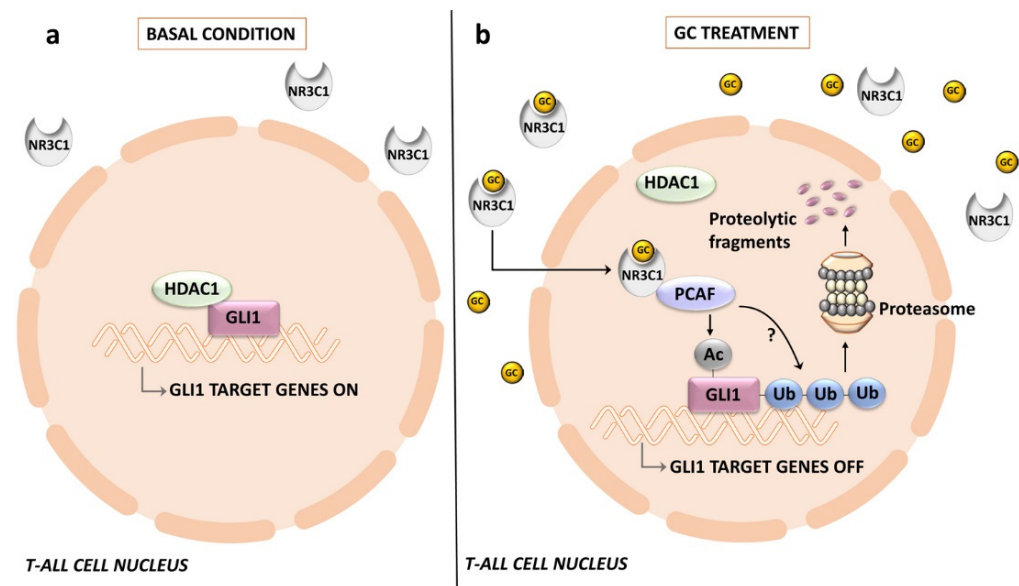 a
BASAL CONDITION
NR3C1
NR3C1
NR3C1
HDAC1
GLI1
GLI1 TARGET GENES ON
T-ALL CELL NUCLEUS
b
GC TREATMENT
GC
NR3C1
GC
GC
NR3C1
GC
GC
GC
NR3C1
GC
NR3C1
HDAC1
Proteolytic
fragments
GC
NR3C1
PCAF
GC
GC
?
Proteasome
Ac
GLI1
Ub
Ub
Ub
GLI1 TARGET GENES OFF
T-ALL CELL NUCLEUS